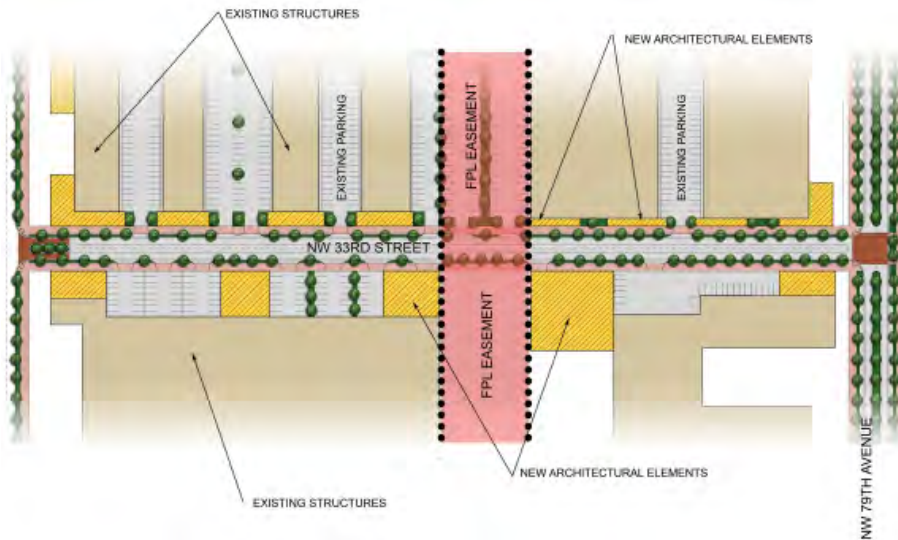 EXISTING STRUCTURES
NEW ARCHITECTURAL ELEMENTS
EXISTING PARKING
FPL EASEMENT
EXISTING PARKING
NW 33RD STREET
FPL EASEMENT
NEW ARCHITECTURAL ELEMENTS
EXISTING STRUCTURES
NW 79TH AVENUE